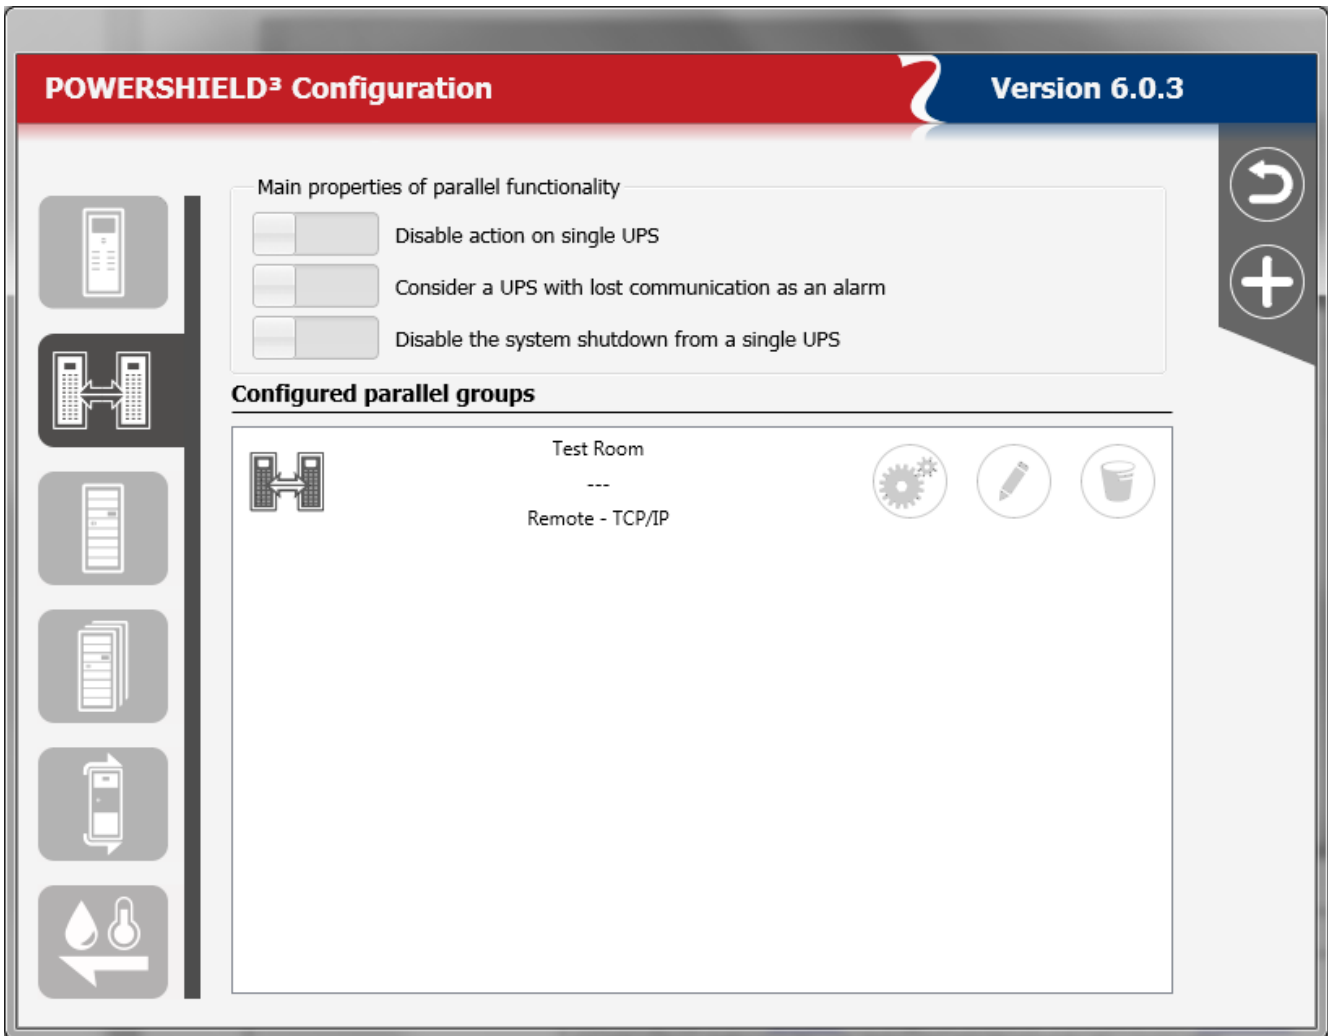 POWERSHIELD³ Configuration
Version 6.0.3
Main properties of parallel functionality
Disable action on single UPS
Consider a UPS with lost communication as an alarm
Disable the system shutdown from a single UPS
Configured parallel groups
Test Room
---
Remote - TCP/IP